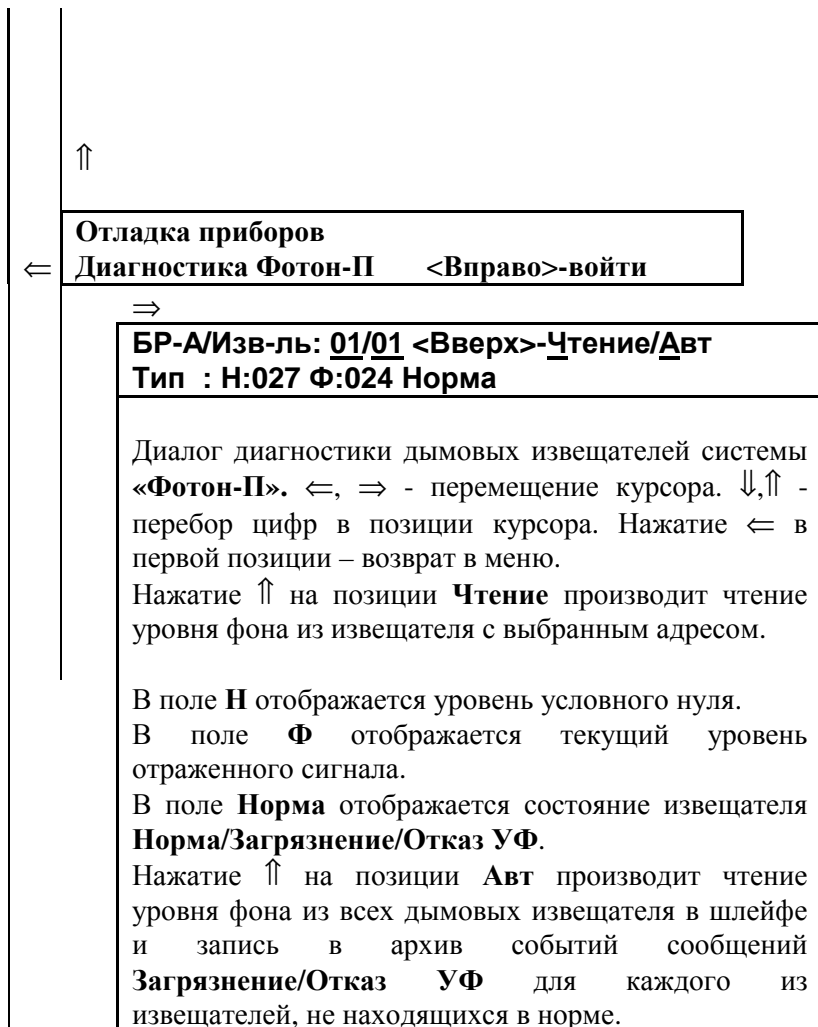 ⇑
Отладка приборов
⇐ Диагностика Фотон-П <Вправо>-войти
⇒
БР-А/Изв-ль: 01/01 <Вверх>-Чтение/Авт
Тип : Н:027 Ф:024 Норма
Диалог диагностики дымовых извещателей системы
«Фотон-П». ⇐, ⇒ - перемещение курсора. ⇓,⇑ -
перебор цифр в позиции курсора. Нажатие ⇐ в
первой позиции – возврат в меню.
Нажатие ⇑ на позиции Чтение производит чтение
уровня фона из извещателя с выбранным адресом.
В поле Н отображается уровень условного нуля.
В поле Ф отображается текущий уровень
отраженного сигнала.
В поле Норма отображается состояние извещателя
Норма/Загрязнение/Отказ УФ.
Нажатие ⇑ на позиции Авт производит чтение
уровня фона из всех дымовых извещателя в шлейфе
и запись в архив событий сообщений
Загрязнение/Отказ УФ для каждого из
извещателей, не находящихся в норме.